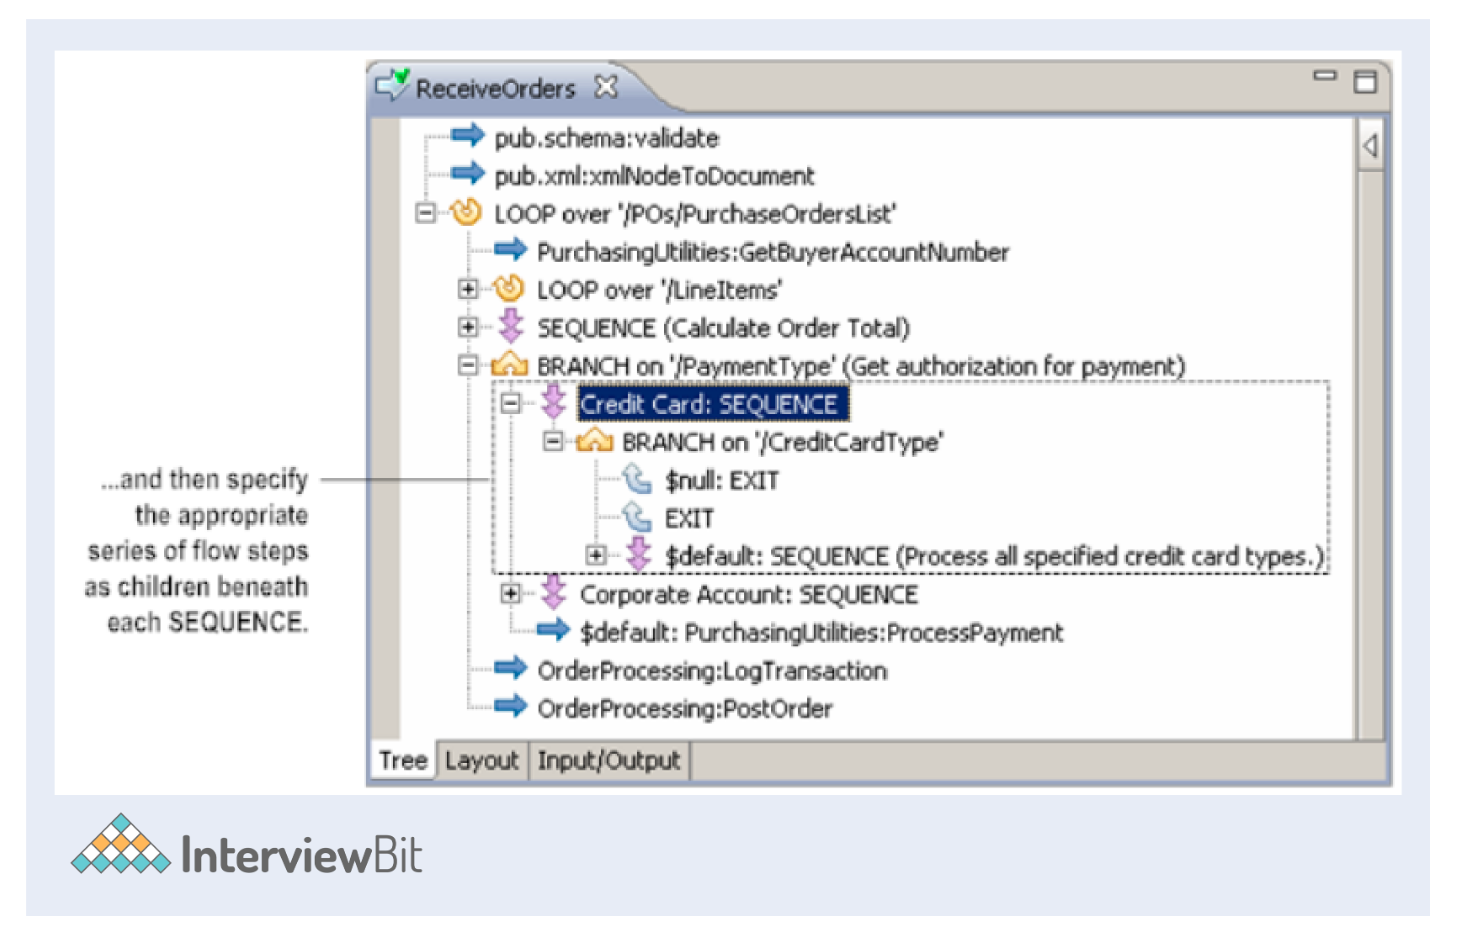 ReceiveOrders
pub.schema:validate
pub.xml:xmlNodeToDocument
LOOP over '/POs/PurchaseOrdersList'
PurchasingUtilities:GetBuyerAccountNumber
LOOP over '/LineItems'
SEQUENCE (Calculate Order Total)
BRANCH on '/PaymentType' (Get authorization for payment)
Credit Card: SEQUENCE
BRANCH on '/CreditCardType'
$null: EXIT
EXIT
$default: SEQUENCE (Process all specified credit card types.)
Corporate Account: SEQUENCE
$default: PurchasingUtilities:ProcessPayment
OrderProcessing:LogTransaction
OrderProcessing:PostOrder
...and then specify
the appropriate
series of flow steps
as children beneath
each SEQUENCE.
Tree Layout Input/Output
InterviewBit